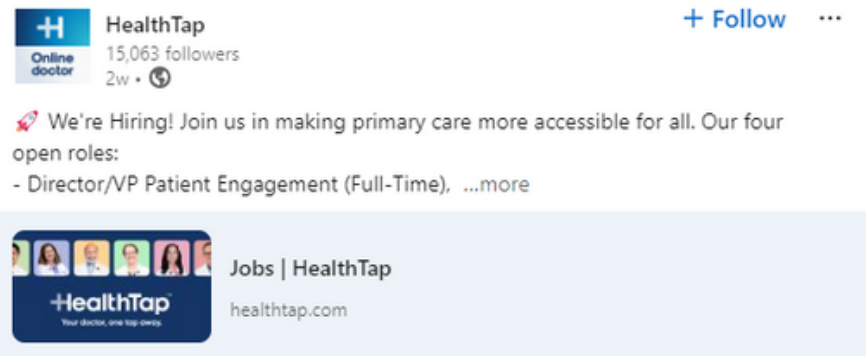 HealthTap
+ Follow
...
Online
doctor
15,063 followers
2w •
🚀 We're Hiring! Join us in making primary care more accessible for all. Our four
open roles:
- Director/VP Patient Engagement (Full-Time), ...more
HealthTap
Your doctor, one tap away.
Jobs | HealthTap
healthtap.com